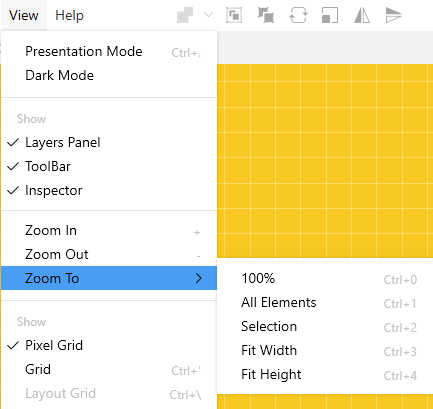 View Help
Presentation Mode Ctrl+.
Dark Mode
Show
Layers Panel
ToolBar
Inspector
Zoom In +
Zoom Out -
Zoom To
100% Ctrl+0
All Elements Ctrl+1
Selection Ctrl+2
Fit Width Ctrl+3
Fit Height Ctrl+4
Show
Pixel Grid
Grid Ctrl+'
Layout Grid Ctrl+\